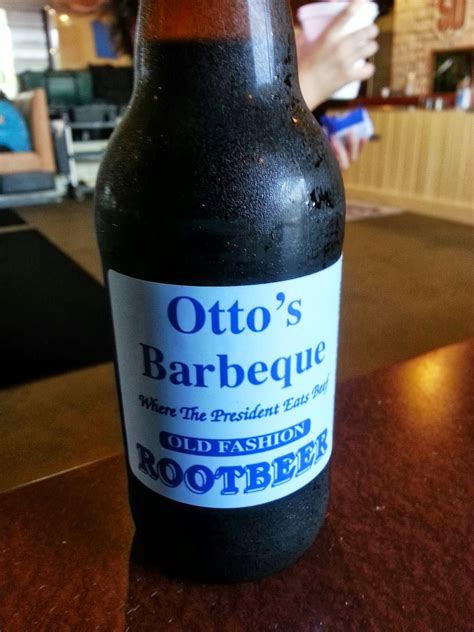 Otto's
Barbeque
Where The President Eats Beef
OLD FASHION
ROOTBEER